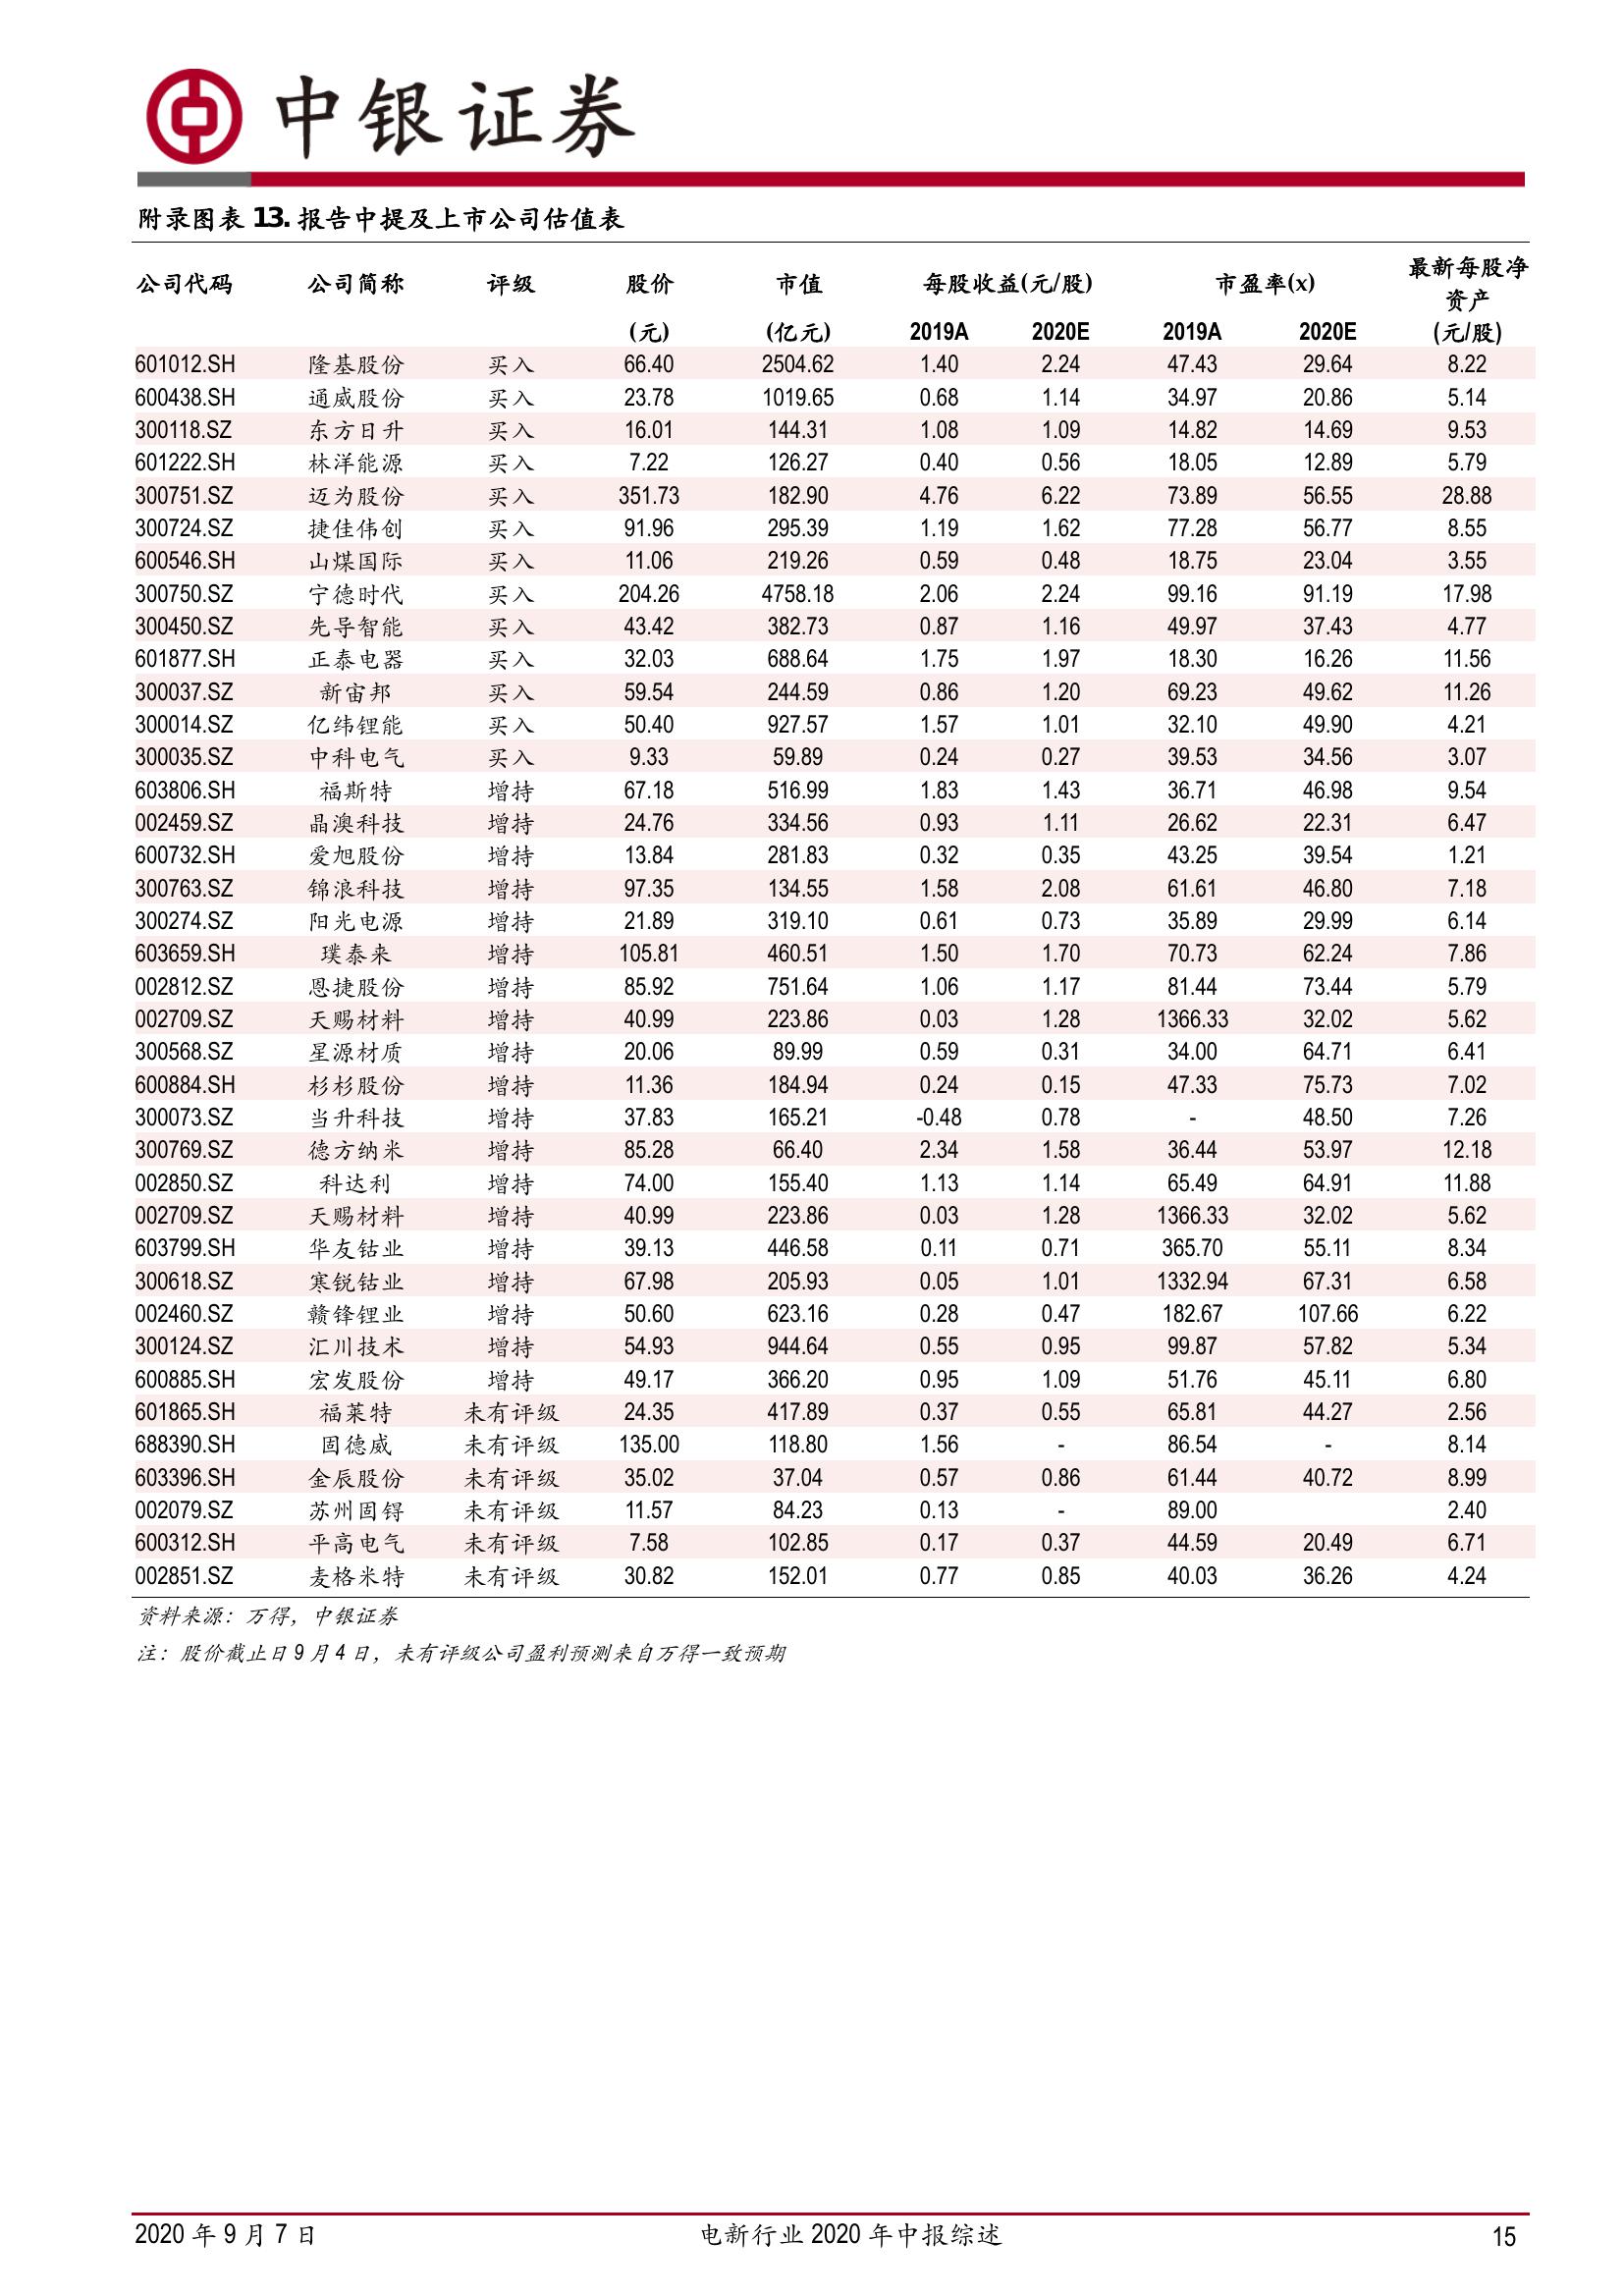 中银证券
附录图表 13. 报告中提及上市公司估值表
公司代码 公司简称 评级 股价 市值 每股收益(元/股) 市盈率(x) 最新每股净
资产
(元) (亿元) 2019A 2020E 2019A 2020E (元/股)
601012.SH 隆基股份 买入 66.40 2504.62 1.40 2.24 47.43 29.64 8.22
600438.SH 通威股份 买入 23.78 1019.65 0.68 1.14 34.97 20.86 5.14
300118.SZ 东方日升 买入 16.01 144.31 1.08 1.09 14.82 14.69 9.53
601222.SH 林洋能源 买入 7.22 126.27 0.40 0.56 18.05 12.89 5.79
300751.SZ 迈为股份 买入 351.73 182.90 4.76 6.22 73.89 56.55 28.88
300724.SZ 捷佳伟创 买入 91.96 295.39 1.19 1.62 77.28 56.77 8.55
600546.SH 山煤国际 买入 11.06 219.26 0.59 0.48 18.75 23.04 3.55
300750.SZ 宁德时代 买入 204.26 4758.18 2.06 2.24 99.16 91.19 17.98
300450.SZ 先导智能 买入 43.42 382.73 0.87 1.16 49.97 37.43 4.77
601877.SH 正泰电器 买入 32.03 688.64 1.75 1.97 18.30 16.26 11.56
300037.SZ 新宙邦 买入 59.54 244.59 0.86 1.20 69.23 49.62 11.26
300014.SZ 亿纬锂能 买入 50.40 927.57 1.57 1.01 32.10 49.90 4.21
300035.SZ 中科电气 买入 9.33 59.89 0.24 0.27 39.53 34.56 3.07
603806.SH 福斯特 增持 67.18 516.99 1.83 1.43 36.71 46.98 9.54
002459.SZ 晶澳科技 增持 24.76 334.56 0.93 1.11 26.62 22.31 6.47
600732.SH 爱旭股份 增持 13.84 281.83 0.32 0.35 43.25 39.54 1.21
300763.SZ 锦浪科技 增持 97.35 134.55 1.58 2.08 61.61 46.80 7.18
300274.SZ 阳光电源 增持 21.89 319.10 0.61 0.73 35.89 29.99 6.14
603659.SH 璞泰来 增持 105.81 460.51 1.50 1.70 70.73 62.24 7.86
002812.SZ 恩捷股份 增持 85.92 751.64 1.06 1.17 81.44 73.44 5.79
002709.SZ 天赐材料 增持 40.99 223.86 0.03 1.28 1366.33 32.02 5.62
300568.SZ 星源材质 增持 20.06 89.99 0.59 0.31 34.00 64.71 6.41
600884.SH 杉杉股份 增持 11.36 184.94 0.24 0.15 47.33 75.73 7.02
300073.SZ 当升科技 增持 37.83 165.21 -0.48 0.78 - 48.50 7.26
300769.SZ 德方纳米 增持 85.28 66.40 2.34 1.58 36.44 53.97 12.18
002850.SZ 科达利 增持 74.00 155.40 1.13 1.14 65.49 64.91 11.88
002709.SZ 天赐材料 增持 40.99 223.86 0.03 1.28 1366.33 32.02 5.62
603799.SH 华友钴业 增持 39.13 446.58 0.11 0.71 365.70 55.11 8.34
300618.SZ 寒锐钴业 增持 67.98 205.93 0.05 1.01 1332.94 67.31 6.58
002460.SZ 赣锋锂业 增持 50.60 623.16 0.28 0.47 182.67 107.66 6.22
300124.SZ 汇川技术 增持 54.93 944.64 0.55 0.95 99.87 57.82 5.34
600885.SH 宏发股份 增持 49.17 366.20 0.95 1.09 51.76 45.11 6.80
601865.SH 福莱特 未有评级 24.35 417.89 0.37 0.55 65.81 44.27 2.56
688390.SH 固德威 未有评级 135.00 118.80 1.56 - 86.54 - 8.14
603396.SH 金辰股份 未有评级 35.02 37.04 0.57 0.86 61.44 40.72 8.99
002079.SZ 苏州固锝 未有评级 11.57 84.23 0.13 - 89.00 2.40
600312.SH 平高电气 未有评级 7.58 102.85 0.17 0.37 44.59 20.49 6.71
002851.SZ 麦格米特 未有评级 30.82 152.01 0.77 0.85 40.03 36.26 4.24
资料来源：万得，中银证券
注：股价截止日 9 月 4 日，未有评级公司盈利预测来自万得一致预期
2020 年 9 月 7 日 电新行业 2020 年中报综述 15